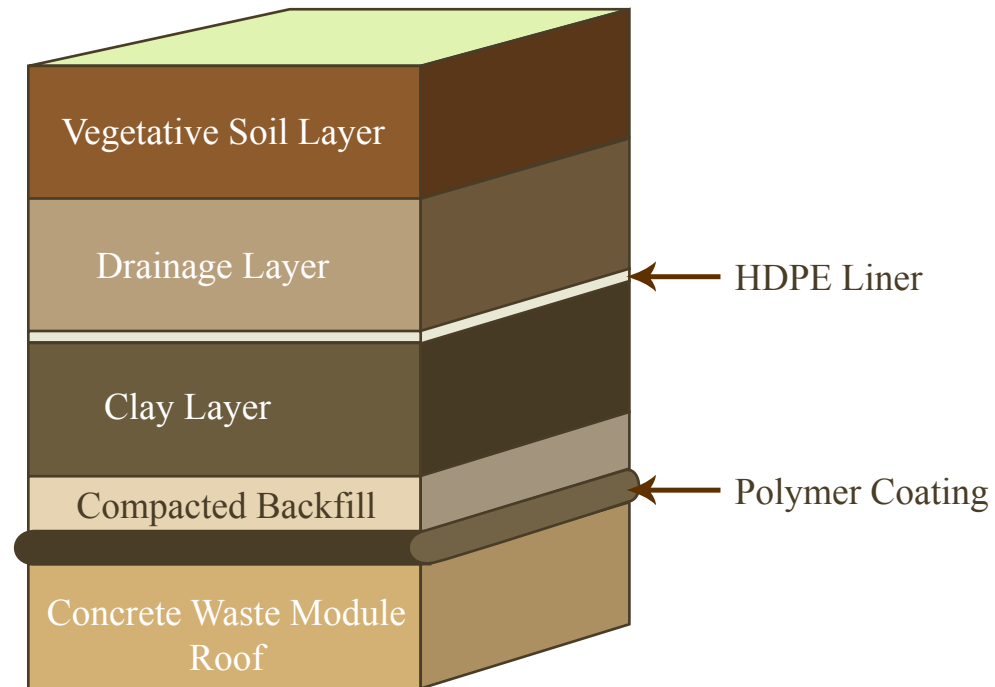 Vegetative Soil Layer
Drainage Layer
HDPE Liner
Clay Layer
Compacted Backfill
Polymer Coating
Concrete Waste Module
Roof